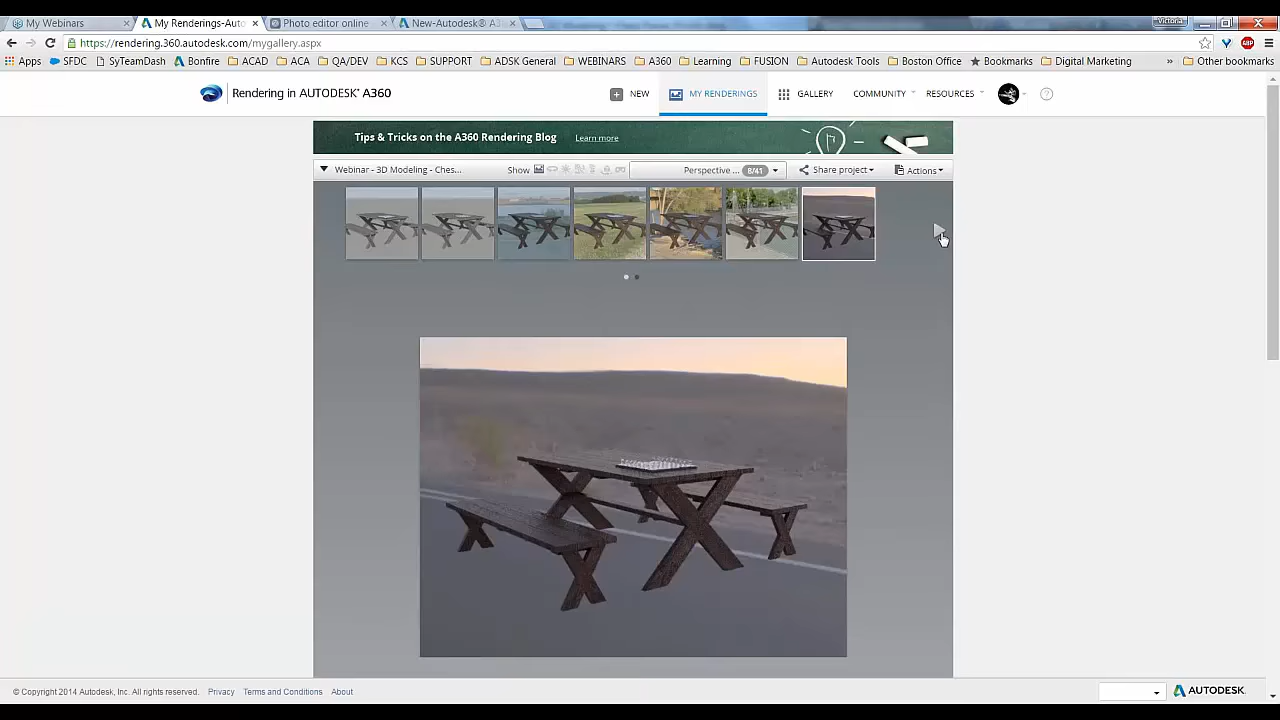 My Webinars
My Renderings-Auto
Photo editor online
New-Autodesk® A3
Victoria
https://rendering.360.autodesk.com/mygallery.aspx
ABP
Apps SFDC SyTeamDash Bonfire ACAD ACA QA/DEV KCS SUPPORT ADSK General WEBINARS A360 Learning FUSION Autodesk Tools Boston Office Bookmarks Digital Marketing » Other bookmarks
Rendering in AUTODESK® A360
NEW MY RENDERINGS GALLERY COMMUNITY RESOURCES ?
Tips & Tricks on the A360 Rendering Blog Learn more
Webinar - 3D Modeling - Ches... Show Perspective ... 8/41 Share project Actions
© Copyright 2014 Autodesk, Inc. All rights reserved. Privacy Terms and Conditions About
AUTODESK.